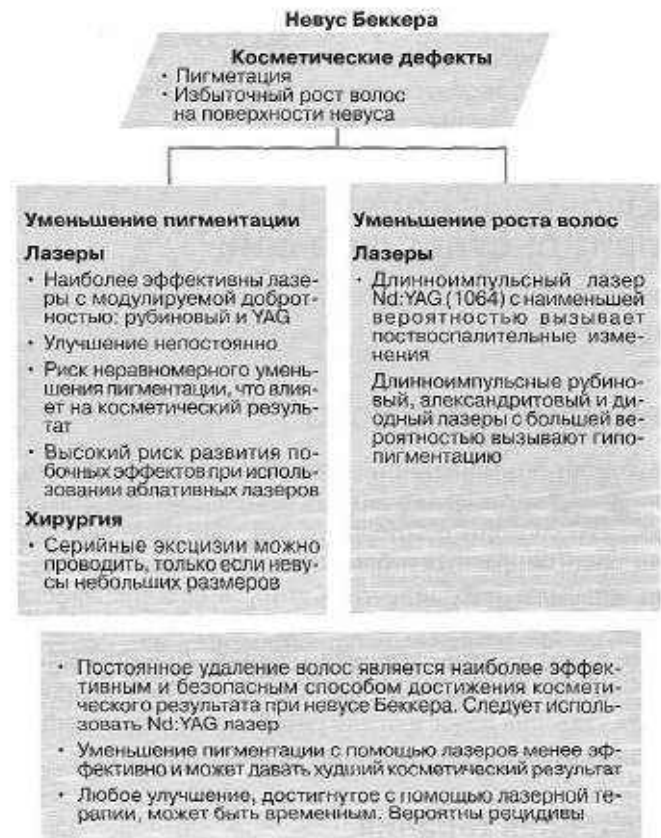 Невус Беккера
Косметические дефекты
• Пигметация
• Избыточный рост волос
на поверхности невуса
Уменьшение пигментации
Лазеры
• Наиболее эффективны лазе-
ры с модулируемой доброт-
ностью: рубиновый и YAG
• Улучшение непостоянно
• Риск неравномерного умень-
шения пигментации, что влия-
ет на косметический резуль-
тат
• Высокий риск развития по-
бочных эффектов при исполь-
зовании аблативных лазеров
Хирургия
• Серийные эксцизии можно
проводить, только если неву-
сы небольших размеров
Уменьшение роста волос
Лазеры
• Длинноимпульсный лазер
Nd:YAG (1064) с наименьшей
вероятностью вызывает
поствоспалительные изме-
нения
Длинноимпульсные рубино-
вый, александритовый и ди-
одный лазеры с большей ве-
роятностью вызывают гипо-
пигментацию
• Постоянное удаление волос является наиболее эффек-
тивным и безопасным способом достижения космети-
ческого результата при невусе Беккера. Следует исполь-
зовать Nd:YAG лазер
• Уменьшение пигментации с помощью лазеров менее эф-
фективно и может давать худший косметический результат
• Любое улучшение, достигнутое с помощью лазерной те-
рапии, может быть временным. Вероятны рецидивы